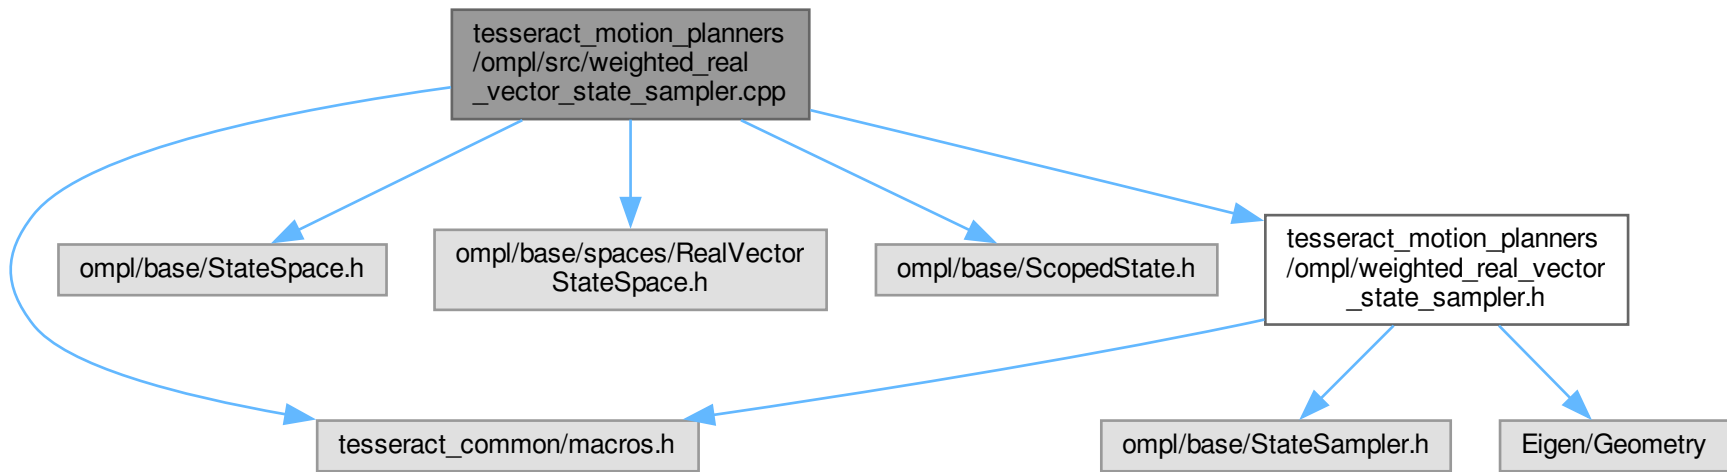 tesseract_motion_planners
/ompl/src/weighted_real
_vector_state_sampler.cpp
ompl/base/StateSpace.h
ompl/base/spaces/RealVector
StateSpace.h
ompl/base/ScopedState.h
tesseract_motion_planners
/ompl/weighted_real_vector
_state_sampler.h
tesseract_common/macros.h
ompl/base/StateSampler.h
Eigen/Geometry